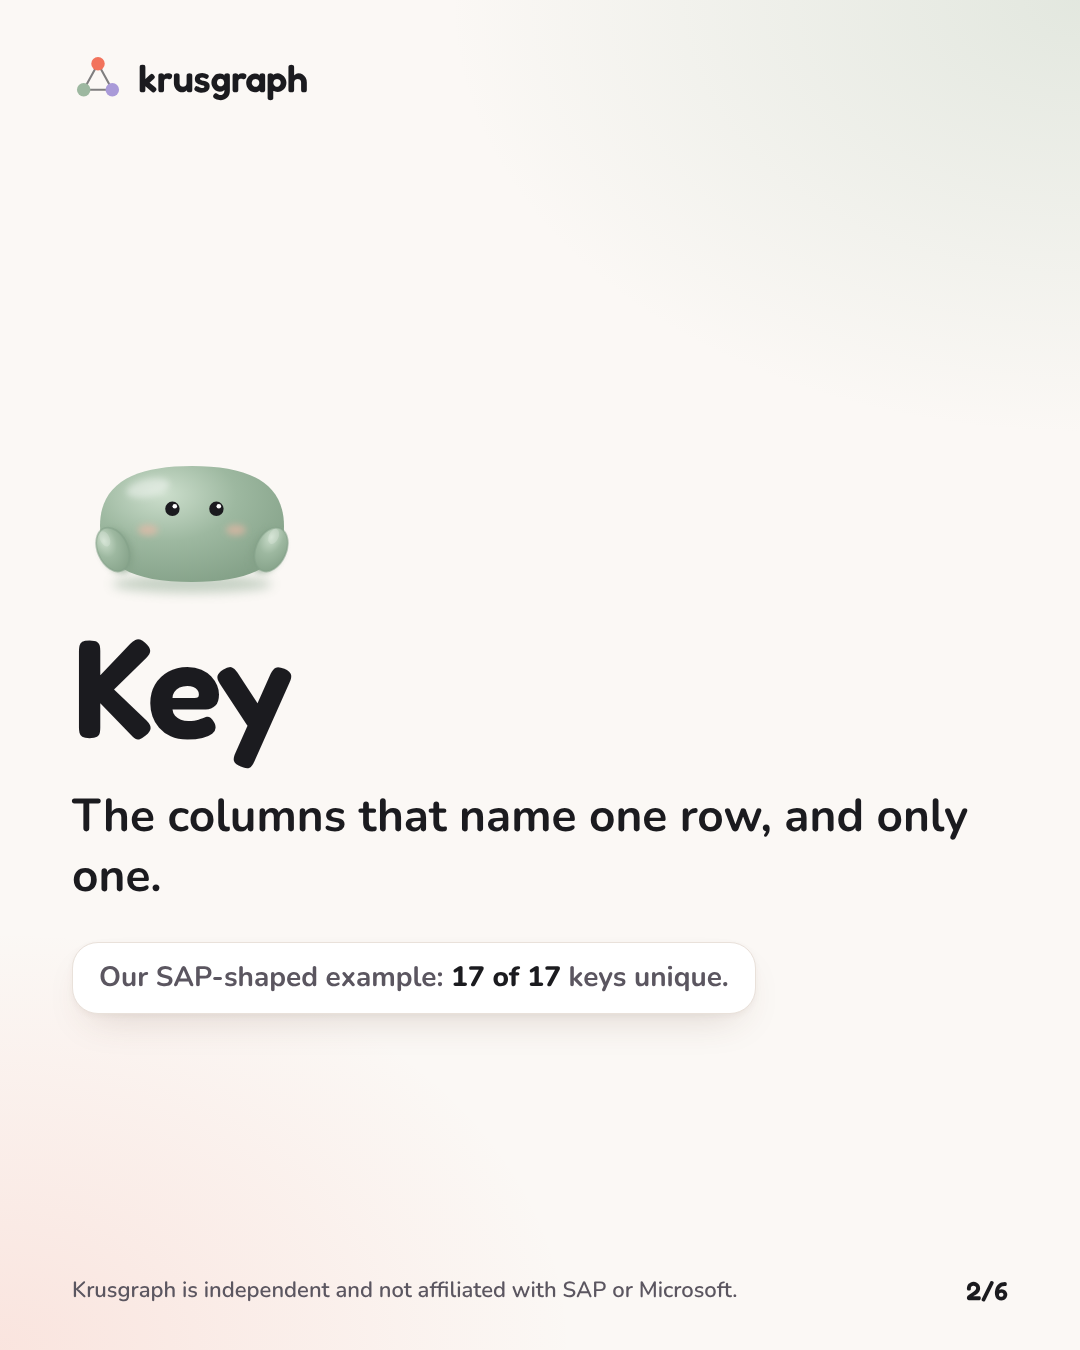 krusgraph
Key
The columns that name one row, and only
one.
Our SAP-shaped example: 17 of 17 keys unique.
Krusgraph is independent and not affiliated with SAP or Microsoft.
2/6